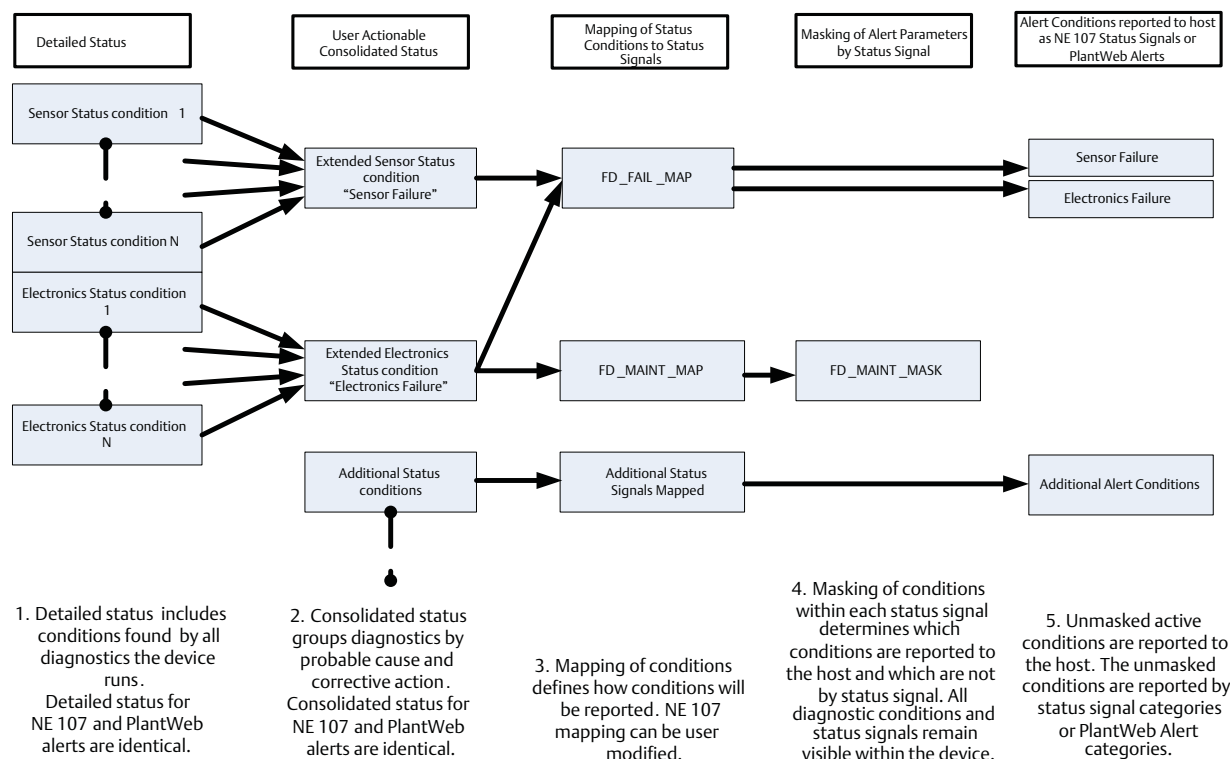 Detailed Status
User Actionable
Consolidated Status
Mapping of Status
Conditions to Status
Signals
Masking of Alert Parameters
by Status Signal
Alert Conditions reported to host
as NE 107 Status Signals or
PlantWeb Alerts
Sensor Status condition 1
Sensor Status condition N
Electronics Status condition
1
Electronics Status condition
N
Extended Sensor Status
condition
"Sensor Failure"
Extended Electronics
Status condition
"Electronics Failure"
Additional Status
conditions
FD_FAIL_MAP
FD_MAINT_MAP
Additional Status
Signals Mapped
FD_MAINT_MASK
Sensor Failure
Electronics Failure
Additional Alert Conditions
1. Detailed status includes
conditions found by all
diagnostics the device
runs.
Detailed status for
NE 107 and PlantWeb
alerts are identical.
2. Consolidated status
groups diagnostics by
probable cause and
corrective action.
Consolidated status for
NE 107 and PlantWeb
alerts are identical.
3. Mapping of conditions
defines how conditions will
be reported. NE 107
mapping can be user
modified.
4. Masking of conditions
within each status signal
determines which
conditions are reported to
the host and which are not
by status signal. All
diagnostic conditions and
status signals remain
visible within the device.
5. Unmasked active
conditions are reported to
the host. The unmasked
conditions are reported by
status signal categories
or PlantWeb Alert
categories.